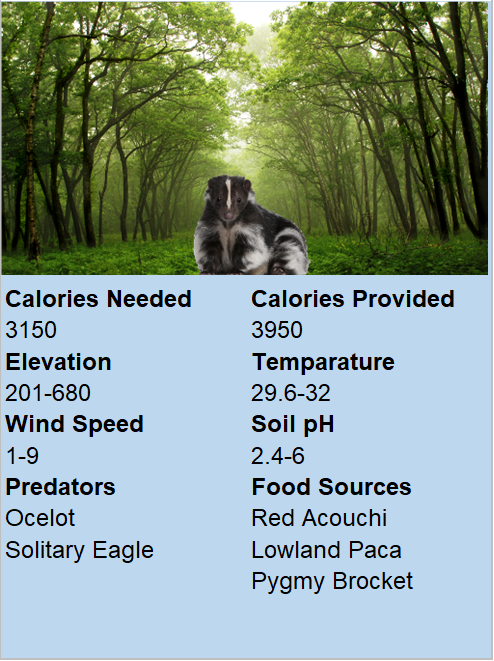 Calories Needed
3150
Elevation
201-680
Wind Speed
1-9
Predators
Ocelot
Solitary Eagle
Calories Provided
3950
Temparature
29.6-32
Soil pH
2.4-6
Food Sources
Red Acouchi
Lowland Paca
Pygmy Brocket